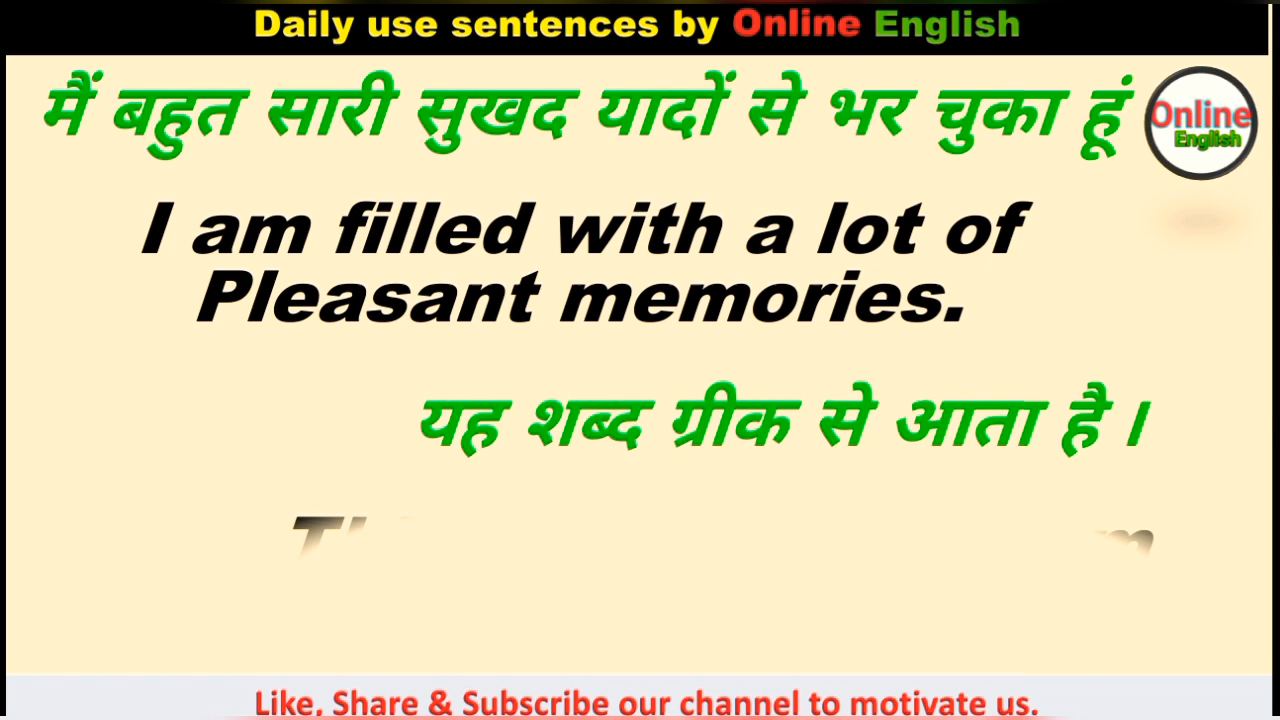 Daily use sentences by Online English
मैं बहुत सारी सुखद यादों से भर चुका हूं
Online
English
I am filled with a lot of
Pleasant memories.
यह शब्द ग्रीक से आता है ।
Like, Share & Subscribe our channel to motivate us.